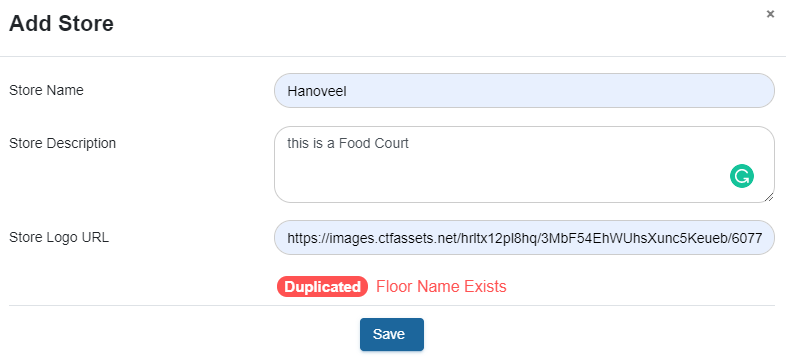 Add Store
×
Store Name
Hanoveel
Store Description
this is a Food Court
Store Logo URL
https://images.ctfassets.net/hrltx12pl8hq/3MbF54EhWUhsXunc5Keueb/6077
Duplicated Floor Name Exists
Save